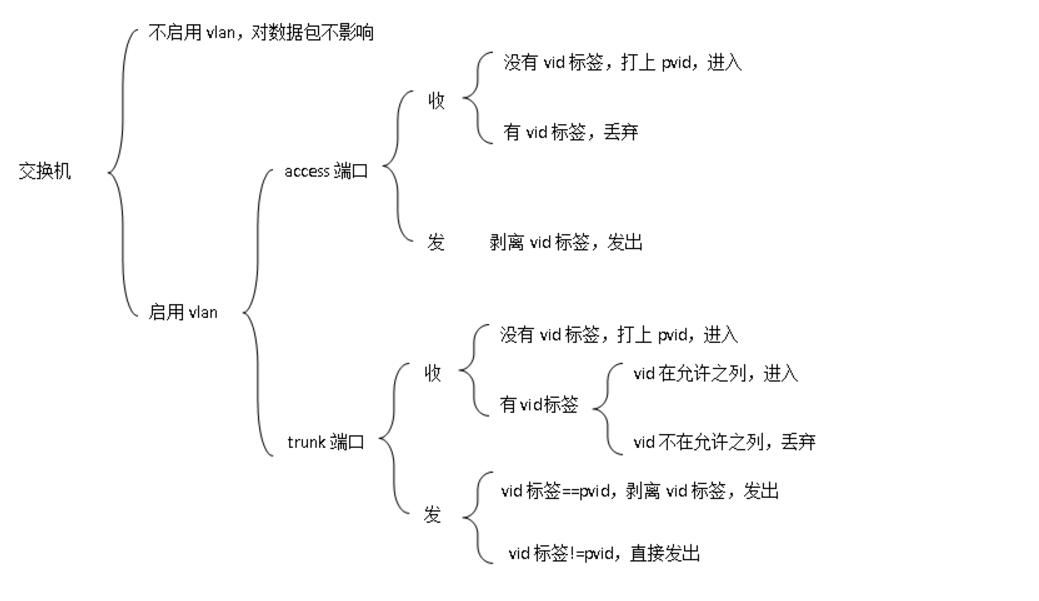 不启用 vlan，对数据包不影响
没有 vid 标签，打上 pvid，进入
收
有 vid 标签，丢弃
交换机
access 端口
发
剥离 vid 标签，发出
启用 vlan
没有 vid 标签，打上 pvid，进入
收
vid 在允许之列，进入
有vid标签
vid 不在允许之列，丢弃
trunk 端口
vid 标签==pvid，剥离 vid 标签，发出
发
vid 标签!=pvid，直接发出